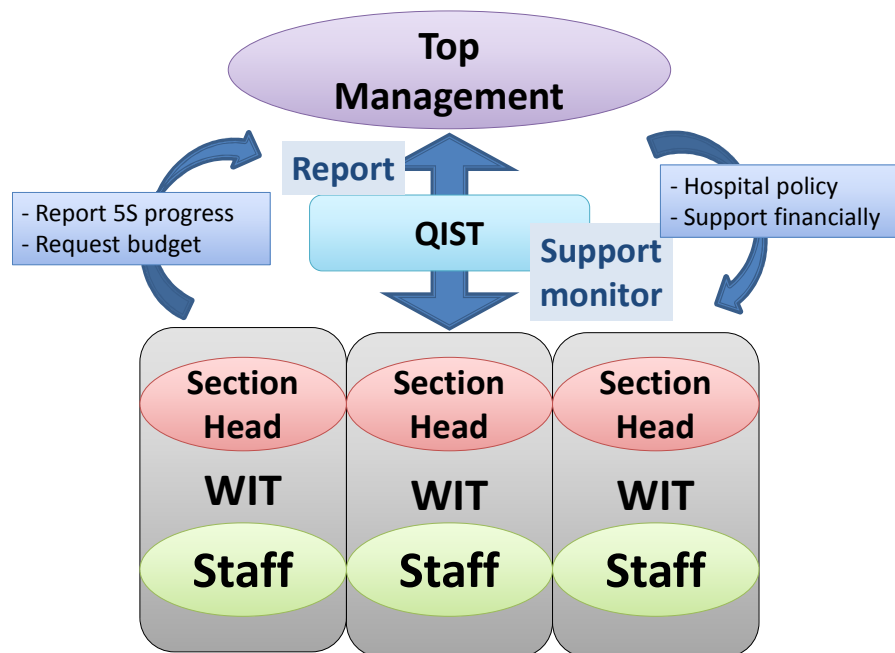 Top
Management
Report
- Report 5S progress
- Request budget
- Hospital policy
- Support financially
QIST
Support
monitor
Section
Head
Section
Head
Section
Head
WIT
WIT
WIT
Staff
Staff
Staff